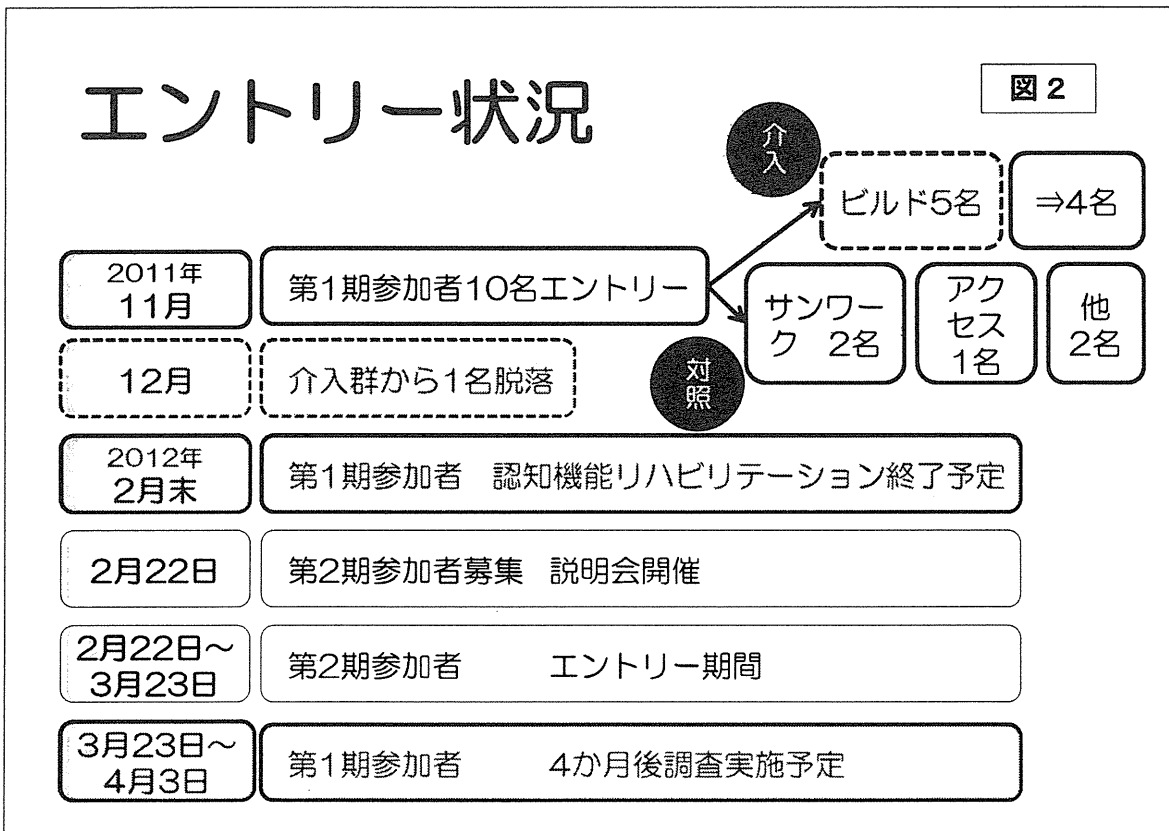 エントリー状況
図2
介入
ビルド5名
⇒4名
2011年
11月
第1期参加者10名エントリー
サンワー
ク 2名
アク
セス
1名
他
2名
対照
12月
介入群から1名脱落
2012年
2月末
第1期参加者 認知機能リハビリテーション終了予定
2月22日
第2期参加者募集 説明会開催
2月22日~
3月23日
第2期参加者 エントリー期間
3月23日~
4月3日
第1期参加者 4か月後調査実施予定